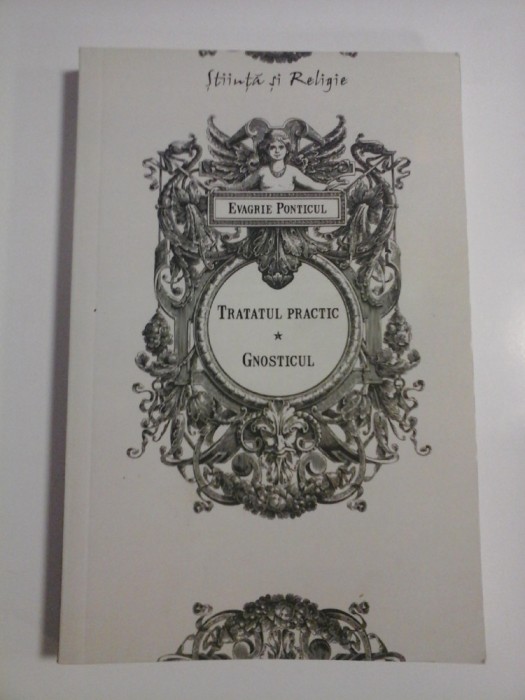 Știință și Religie
EVAGRIE PONTICUL
TRATATUL PRACTIC
*
GNOSTICUL